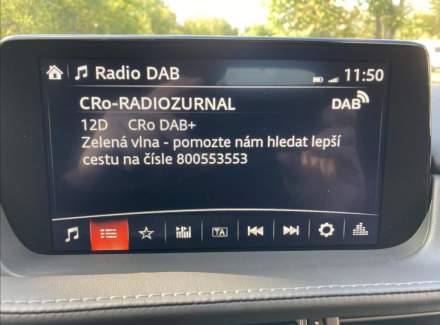 Radio DAB 11:50
CRo-RADIOZURNAL DAB
12D CRo DAB+
Zelená vlna - pomozte nám hledat lepší
cestu na čísle 800553553
TA